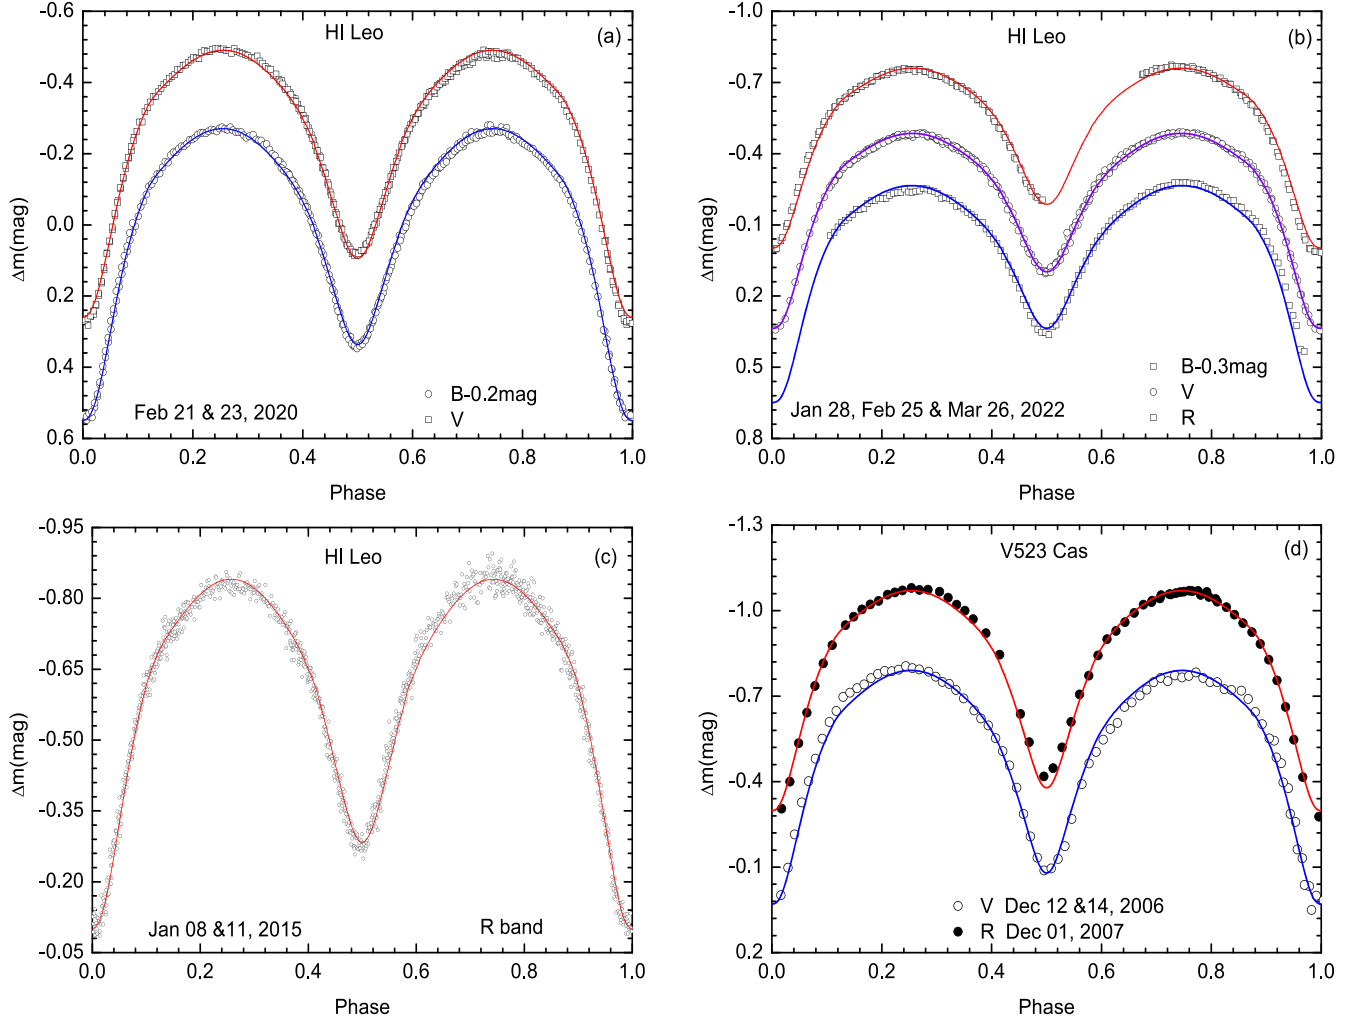 HI Leo
(a)
-0.6
-0.4
-0.2
0.0
0.2
0.4
0.6
Δm(mag)
B-0.2mag
V
Feb 21 & 23, 2020
0.0 0.2 0.4 0.6 0.8 1.0
Phase
HI Leo
(b)
-1.0
-0.7
-0.4
-0.1
0.2
0.5
0.8
Δm(mag)
B-0.3mag
V
R
Jan 28, Feb 25 & Mar 26, 2022
0.0 0.2 0.4 0.6 0.8 1.0
Phase
HI Leo
(c)
-0.95
-0.80
-0.65
-0.50
-0.35
-0.20
-0.05
Δm(mag)
Jan 08 &11, 2015
R band
0.0 0.2 0.4 0.6 0.8 1.0
Phase
V523 Cas
(d)
-1.3
-1.0
-0.7
-0.4
-0.1
0.2
Δm(mag)
V Dec 12 &14, 2006
R Dec 01, 2007
0.0 0.2 0.4 0.6 0.8 1.0
Phase